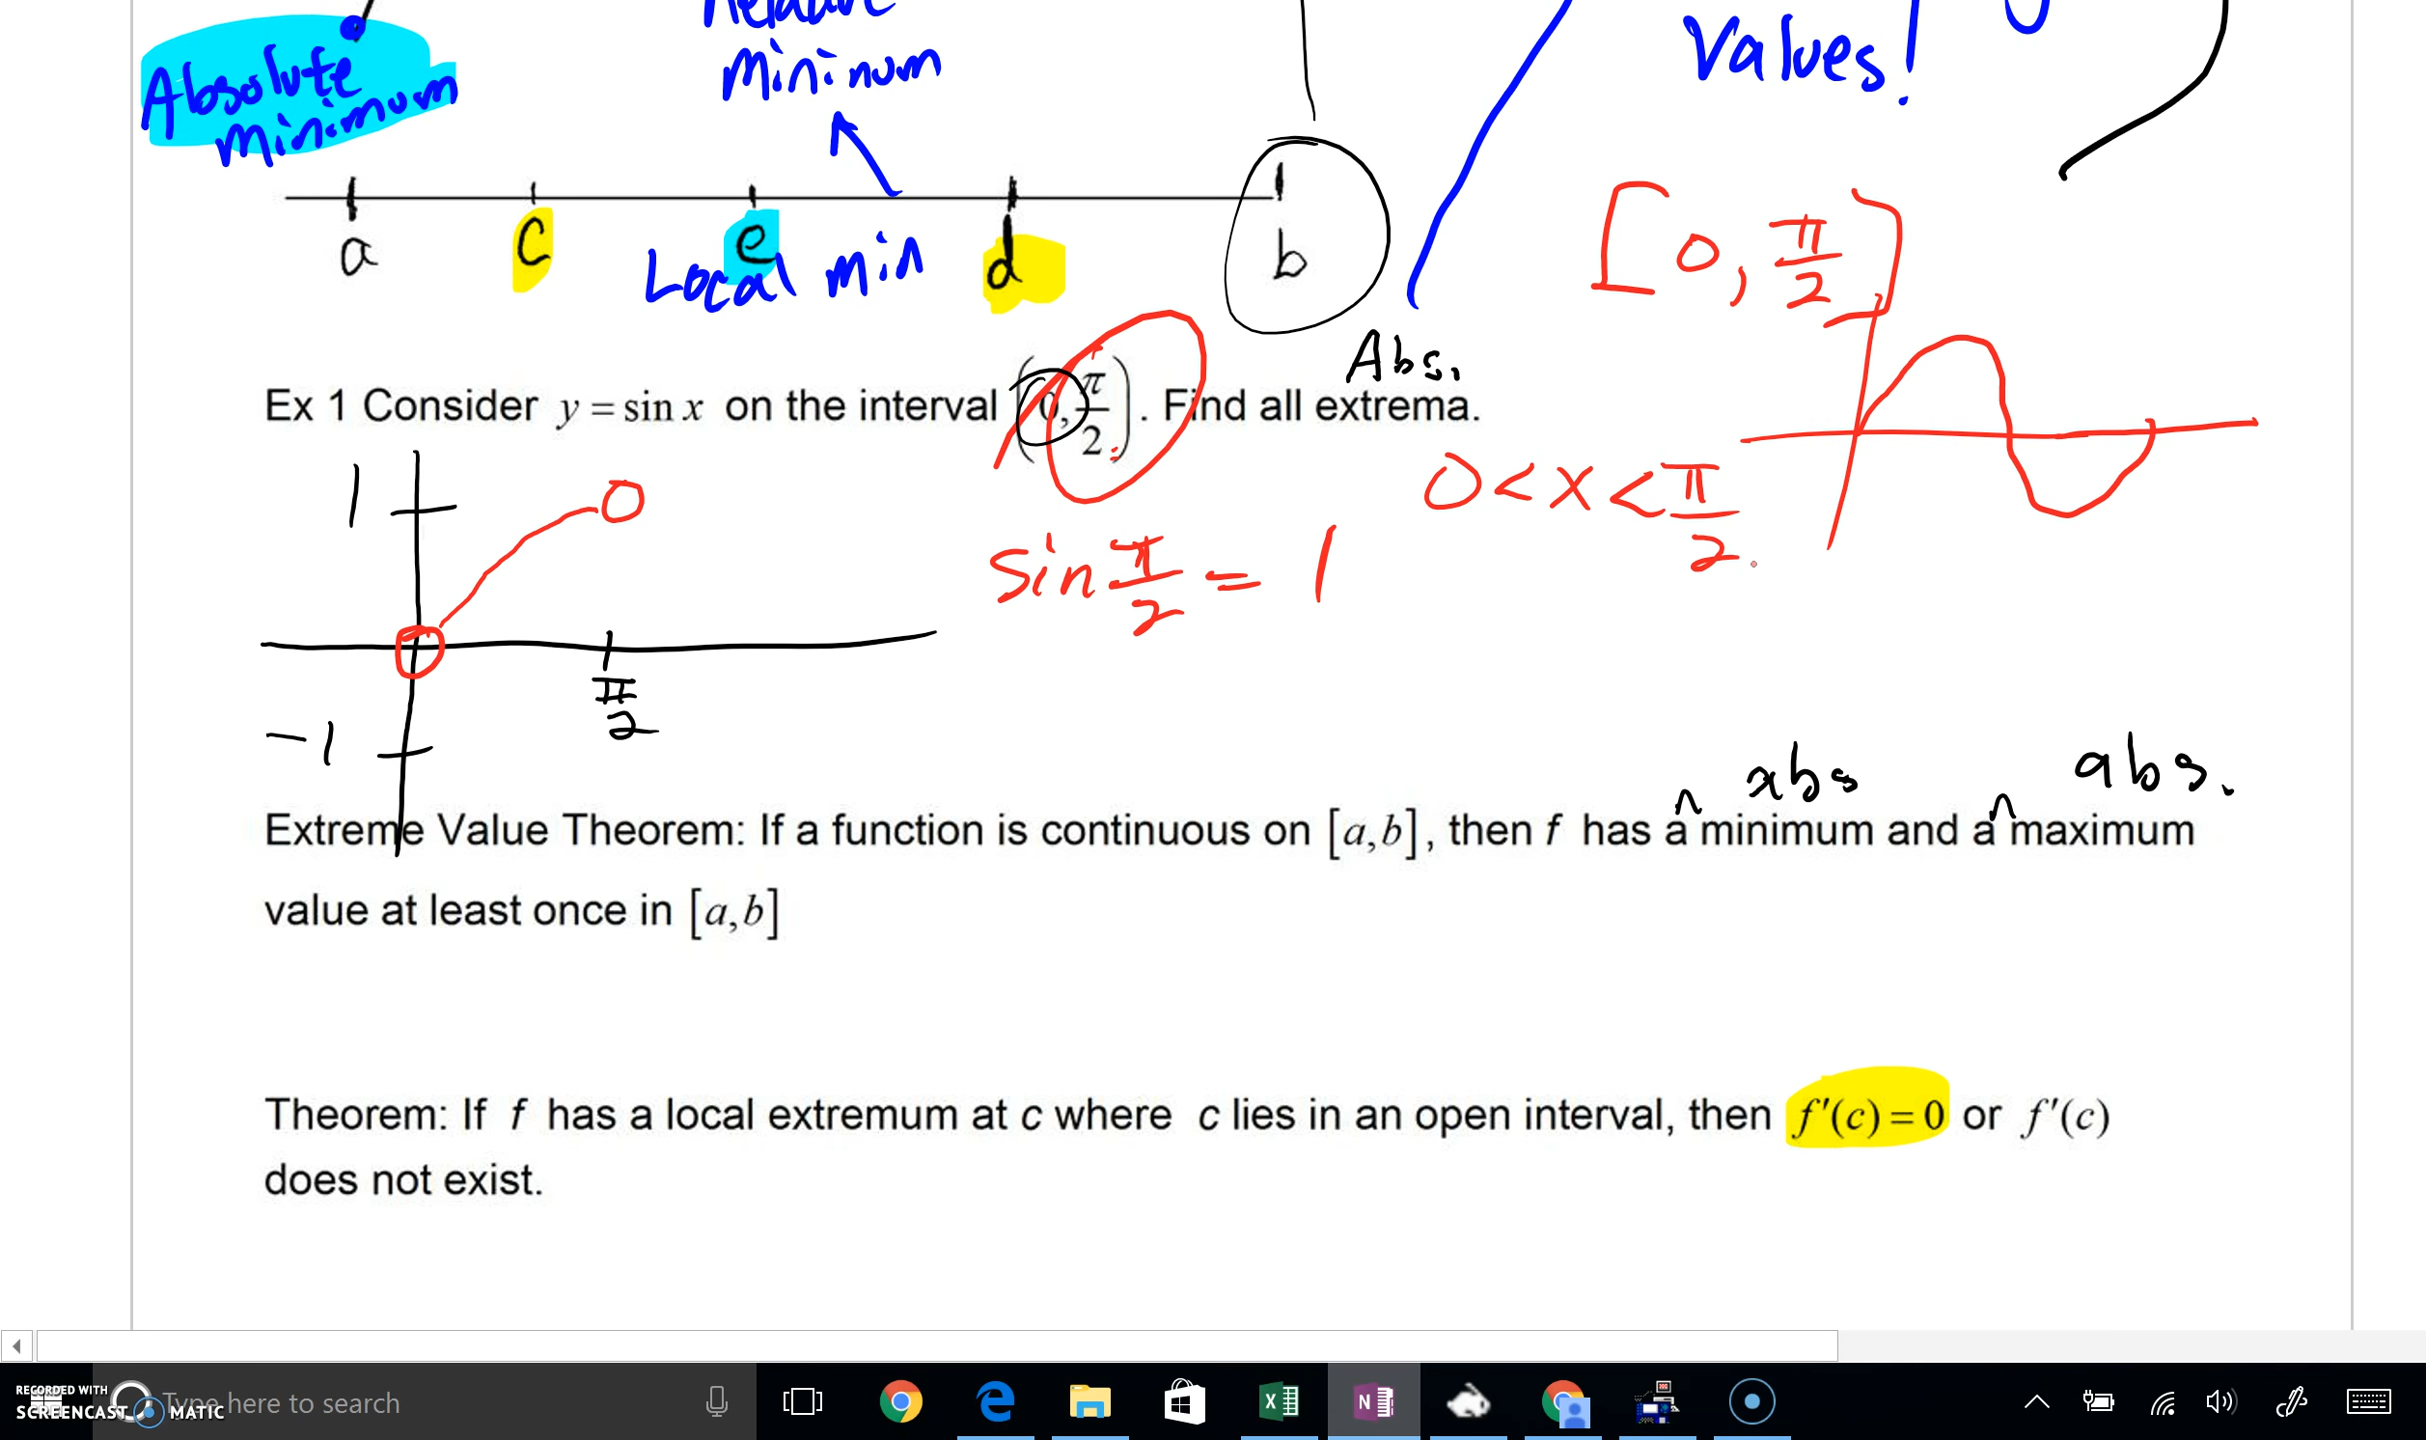 Relative
Minimum
Values!
Absolute
minimum
a c e d b
Local min
[0, π/2]
Abs.
Ex 1 Consider y = sin x on the interval (0, π/2). Find all extrema.
0 < x < π/2.
1
sin π/2 = 1
π/2
-1
abs.
Extreme Value Theorem: If a function is continuous on [a,b], then f has a ^ minimum and a ^ maximum
value at least once in [a,b]
Theorem: If f has a local extremum at c where c lies in an open interval, then f'(c) = 0 or f'(c)
does not exist.
RECORDED WITH
SCREENCAST MATIC
Type here to search